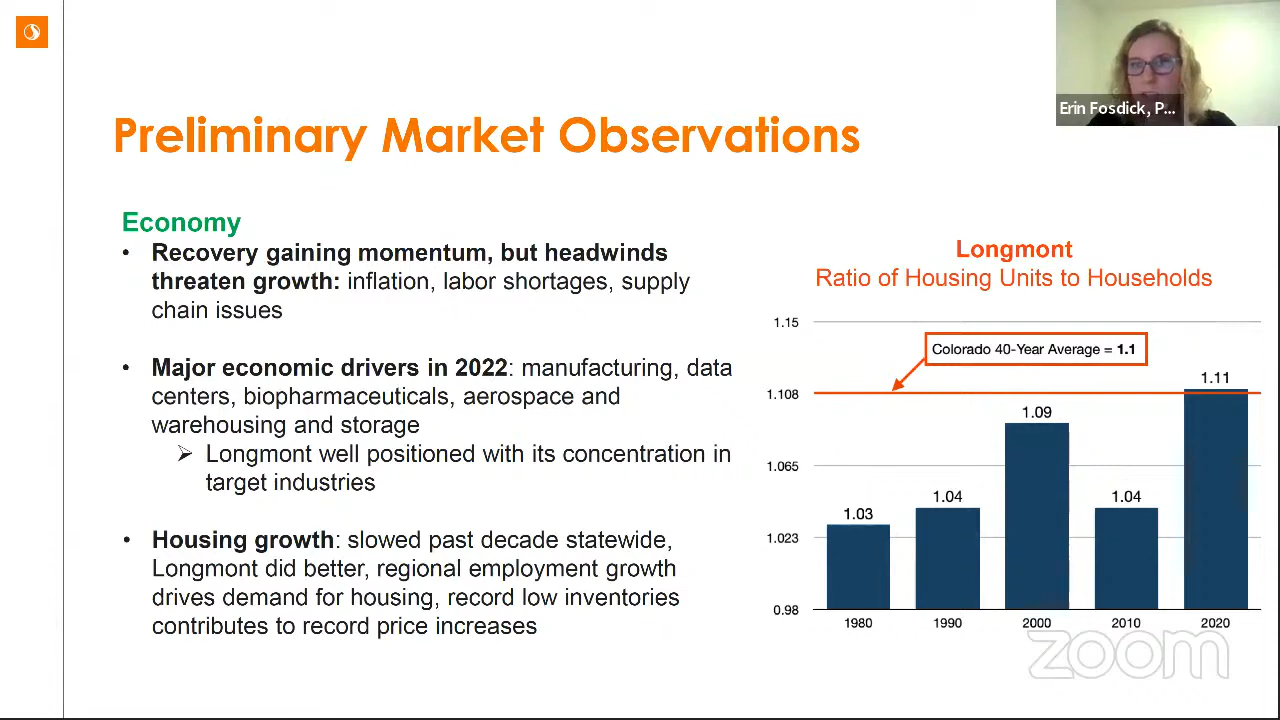 Erin Fosdick, P...
Preliminary Market Observations
Economy
• Recovery gaining momentum, but headwinds
threaten growth: inflation, labor shortages, supply
chain issues
• Major economic drivers in 2022: manufacturing, data
centers, biopharmaceuticals, aerospace and
warehousing and storage
➢ Longmont well positioned with its concentration in
target industries
• Housing growth: slowed past decade statewide,
Longmont did better, regional employment growth
drives demand for housing, record low inventories
contributes to record price increases
Longmont
Ratio of Housing Units to Households
1.15
Colorado 40-Year Average = 1.1
1.11
1.108
1.09
1.065
1.04
1.04
1.03
1.023
0.98
1980 1990 2000 2010 2020
zoom